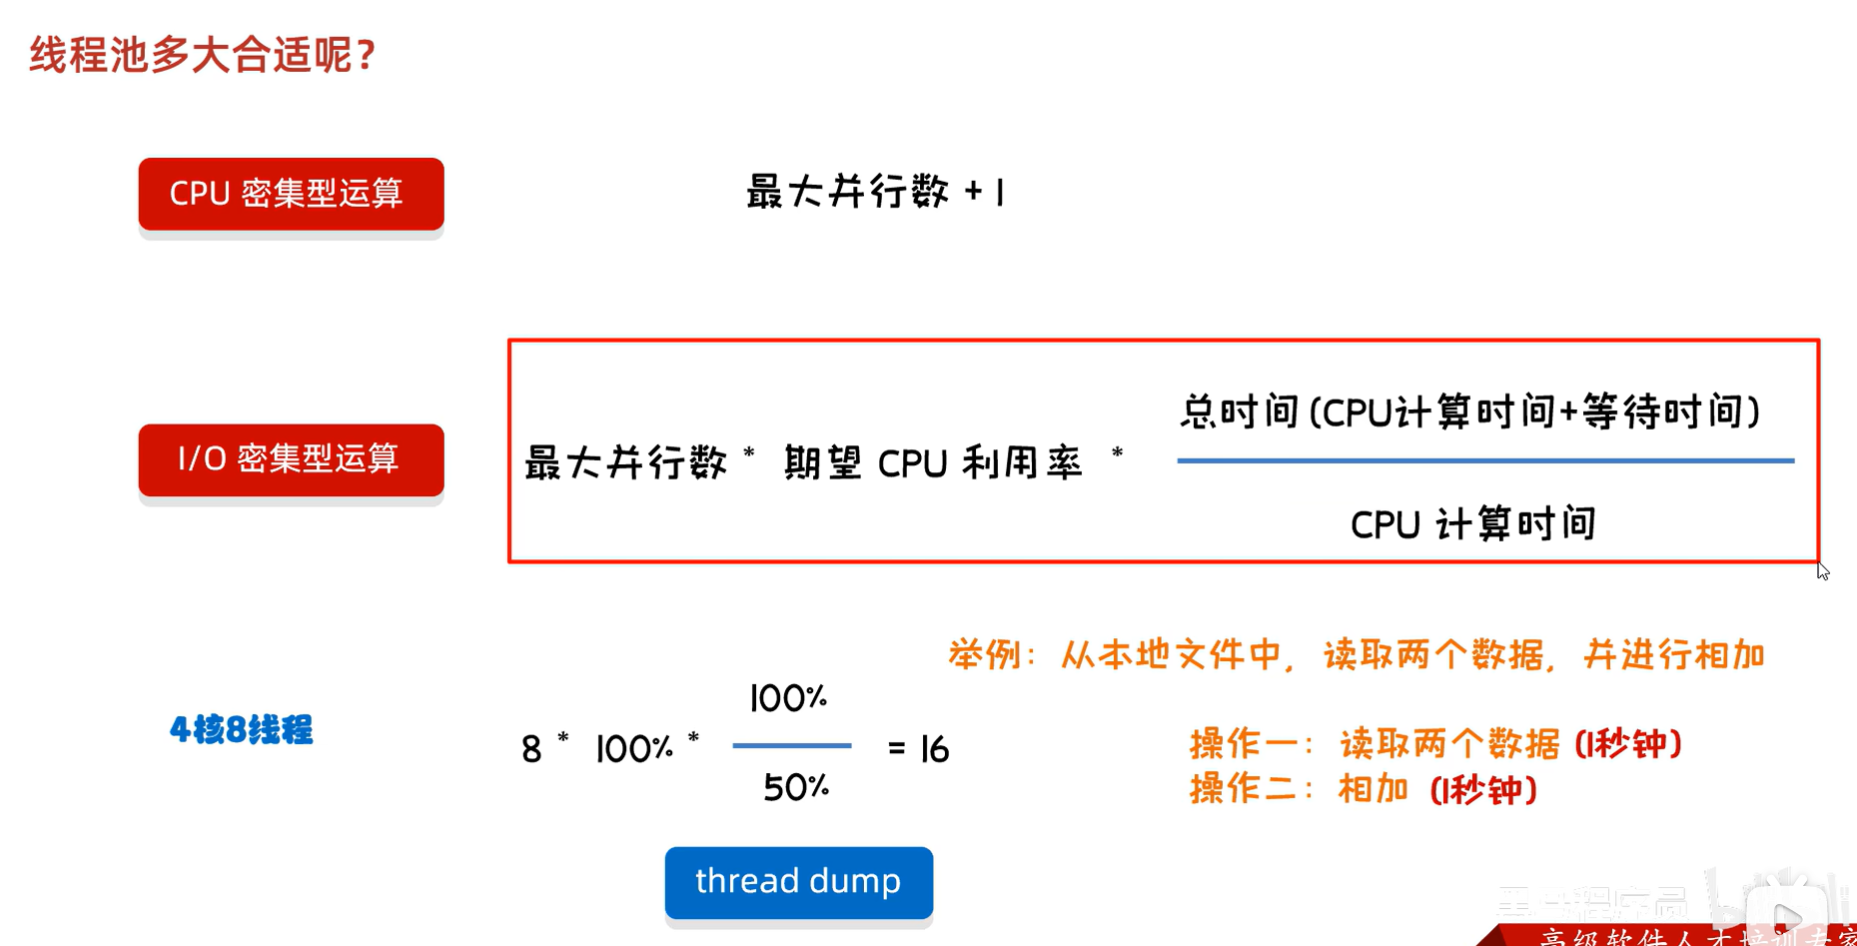 线程池多大合适呢?
CPU 密集型运算
最大并行数 + 1
I/O 密集型运算
最大并行数 * 期望 CPU 利用率 *
总时间(CPU计算时间+等待时间)
CPU 计算时间
举例：从本地文件中，读取两个数据，并进行相加
4核8线程
8 * 100% *
100%
50%
= 16
操作一：读取两个数据 (1秒钟)
操作二：相加 (1秒钟)
thread dump
程序员
高级软件人才培训专家